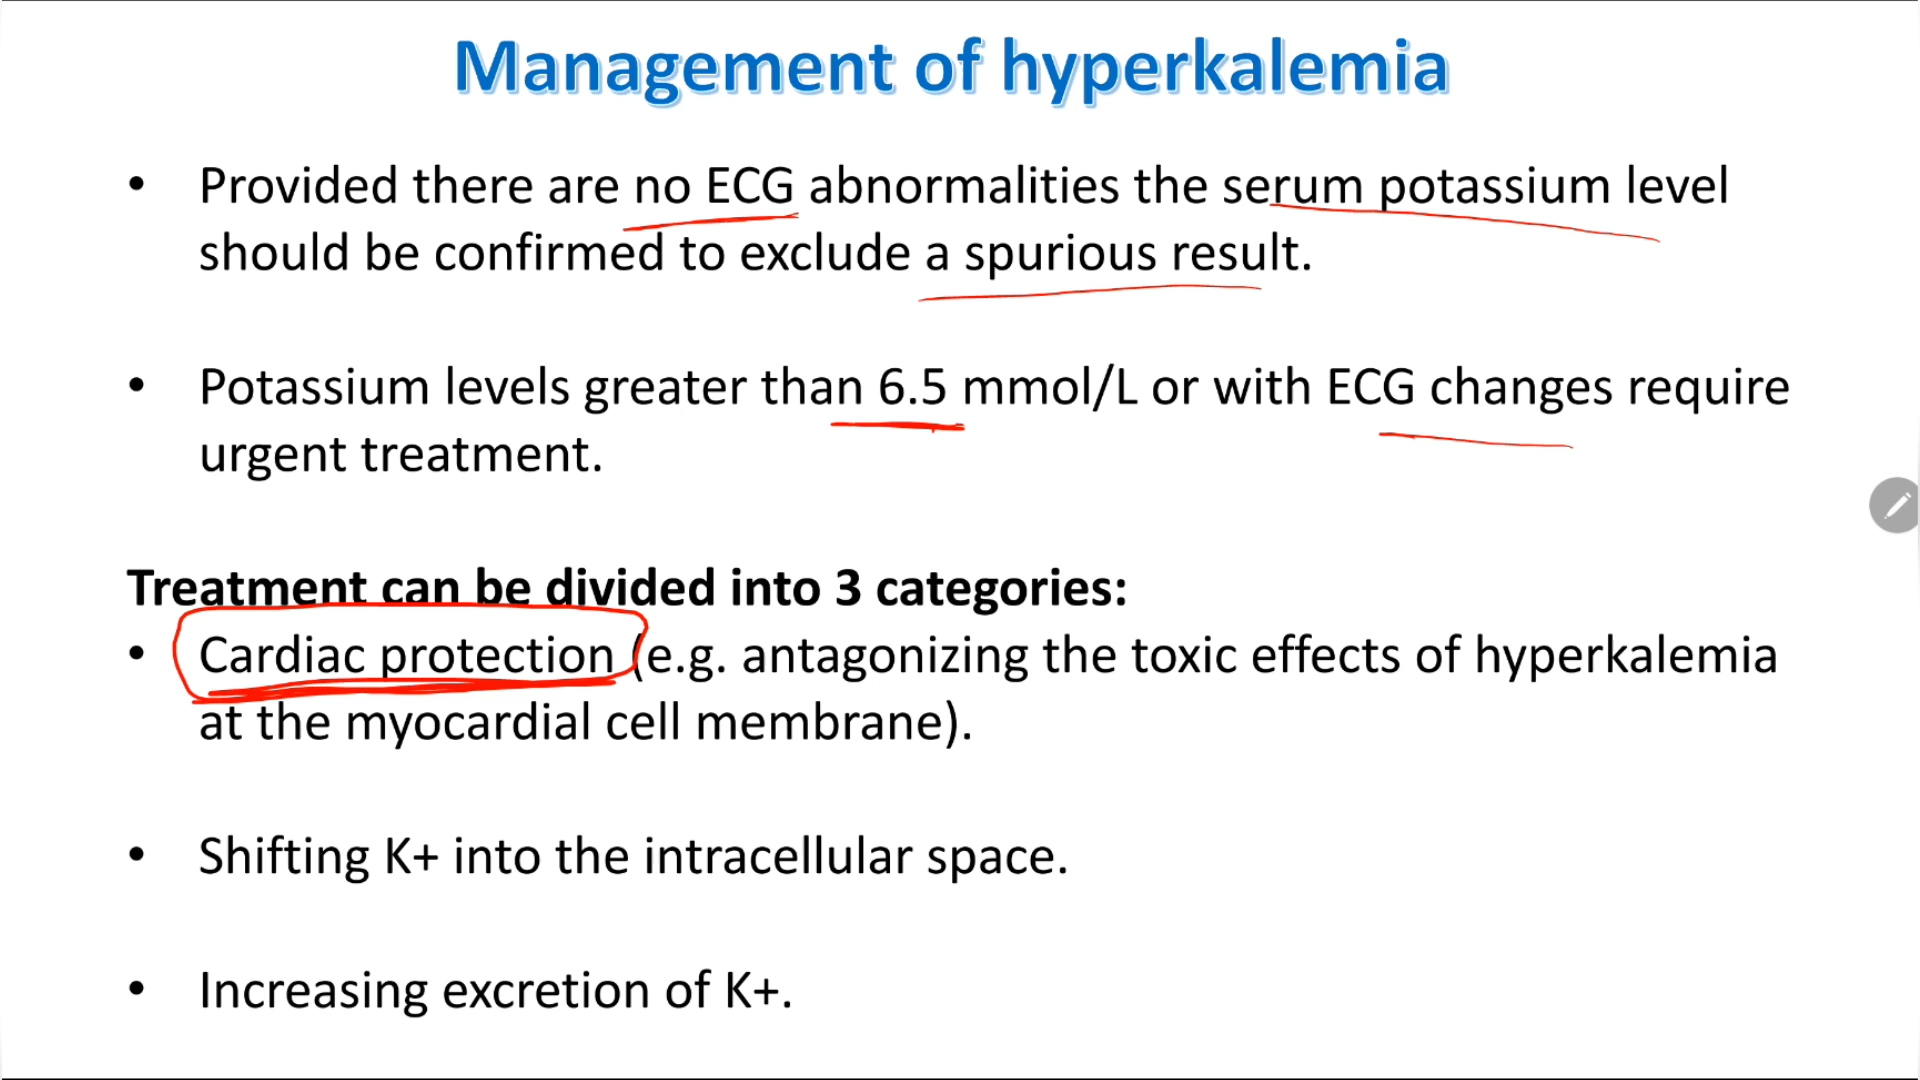 Management of hyperkalemia
• Provided there are no ECG abnormalities the serum potassium level
should be confirmed to exclude a spurious result.
• Potassium levels greater than 6.5 mmol/L or with ECG changes require
urgent treatment.
Treatment can be divided into 3 categories:
• Cardiac protection (e.g. antagonizing the toxic effects of hyperkalemia
at the myocardial cell membrane).
• Shifting K+ into the intracellular space.
• Increasing excretion of K+.